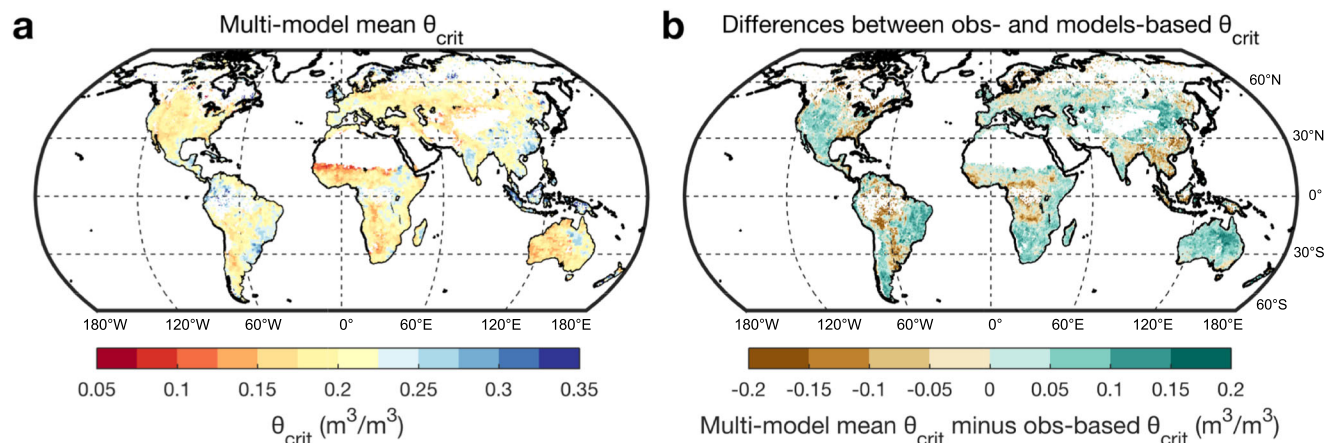 a
Multi-model mean θcrit
180°W 120°W 60°W 0° 60°E 120°E 180°E
0.05 0.1 0.15 0.2 0.25 0.3 0.35
θcrit (m³/m³)
b
Differences between obs- and models-based θcrit
60°N
30°N
0°
30°S
60°S
180°W 120°W 60°W 0° 60°E 120°E 180°E
-0.2 -0.15 -0.1 -0.05 0 0.05 0.1 0.15 0.2
Multi-model mean θcrit minus obs-based θcrit (m³/m³)